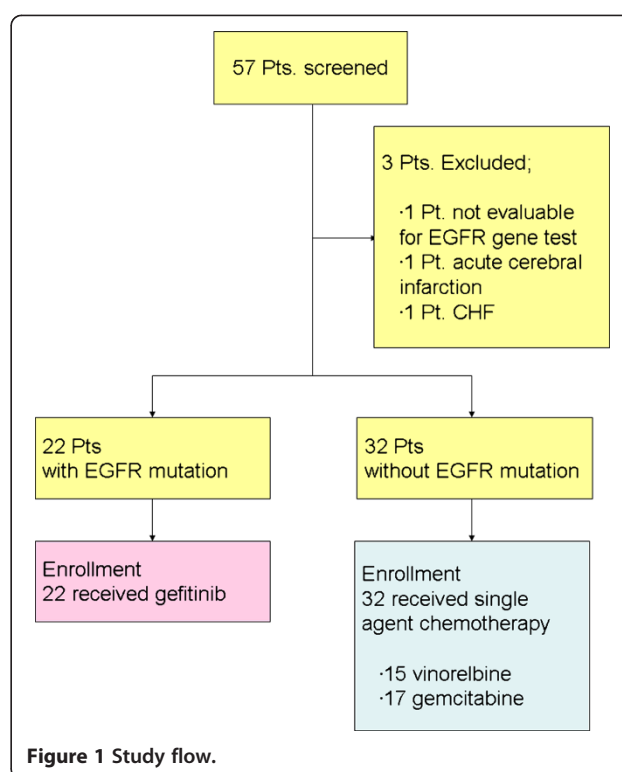 57 Pts. screened
3 Pts. Excluded;
·1 Pt. not evaluable
for EGFR gene test
·1 Pt. acute cerebral
infarction
·1 Pt. CHF
22 Pts
with EGFR mutation
32 Pts
without EGFR mutation
Enrollment
22 received gefitinib
Enrollment
32 received single
agent chemotherapy
·15 vinorelbine
·17 gemcitabine
Figure 1 Study flow.